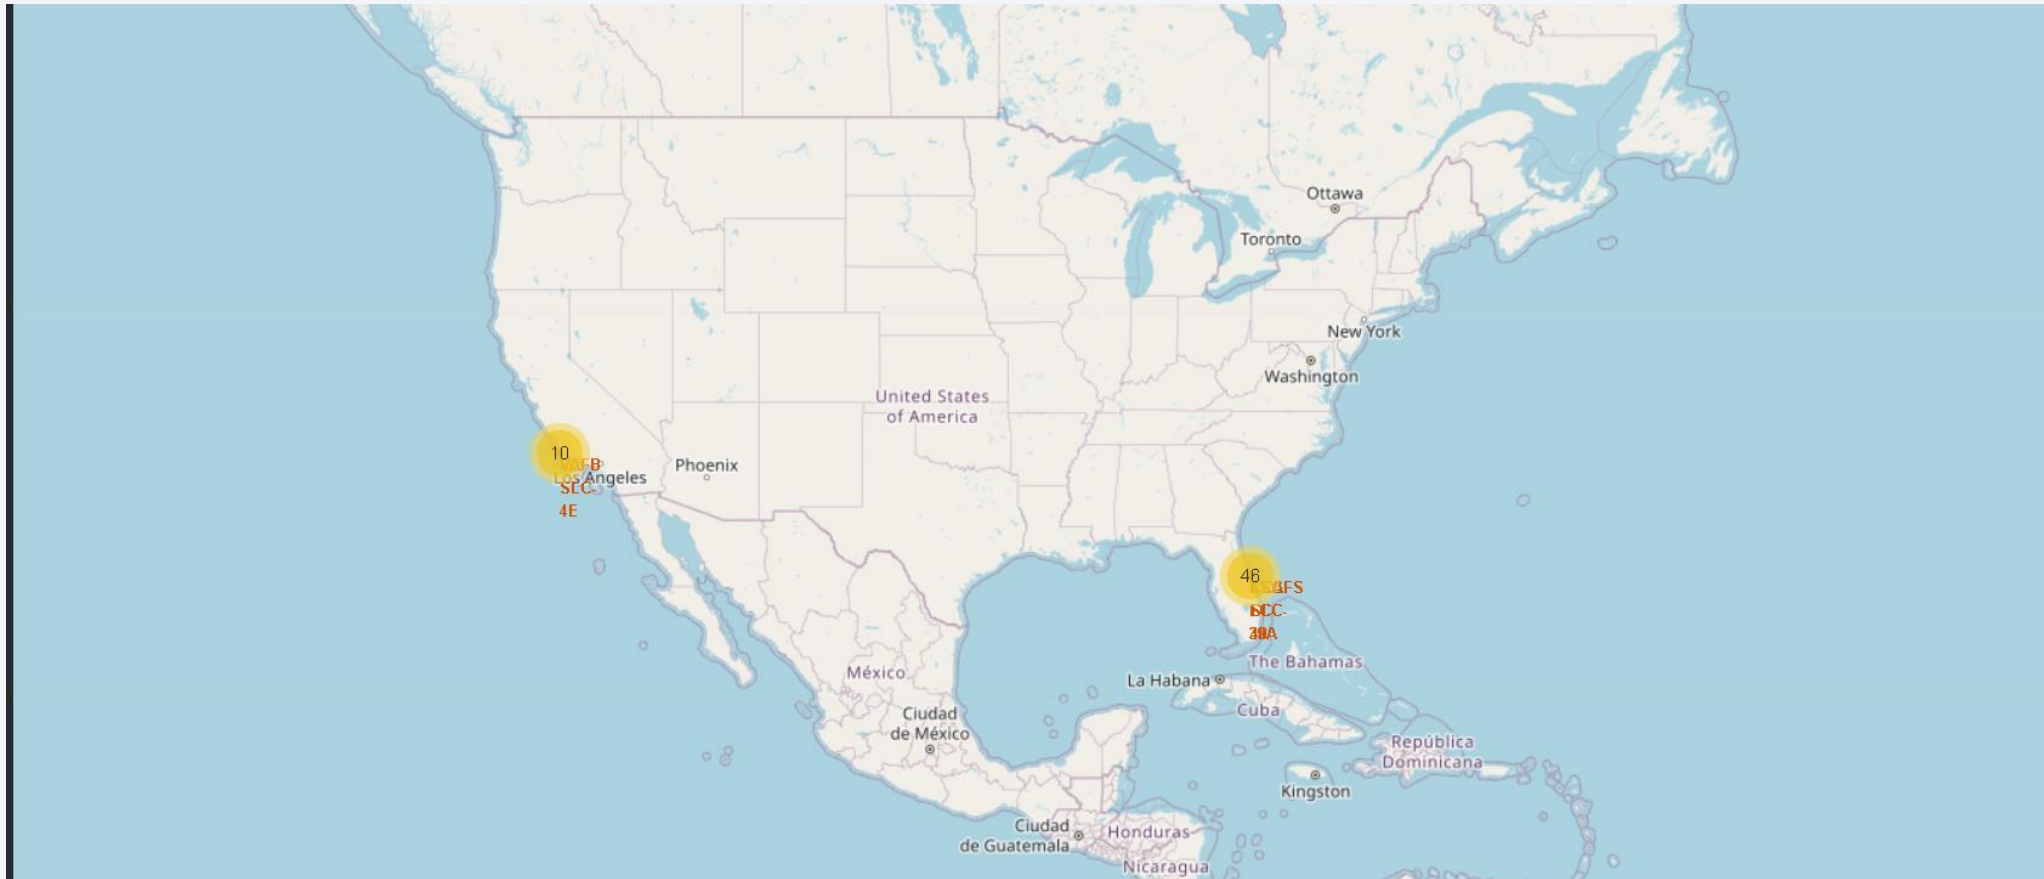 Ottawa
Toronto
New York
Washington
United States
of America
10
VAFB
Los Angeles
SLC-
4E
Phoenix
46
The Bahamas
La Habana
México
Cuba
Ciudad
de México
República
Dominicana
Kingston
Ciudad
de Guatemala
Honduras
Nicaragua